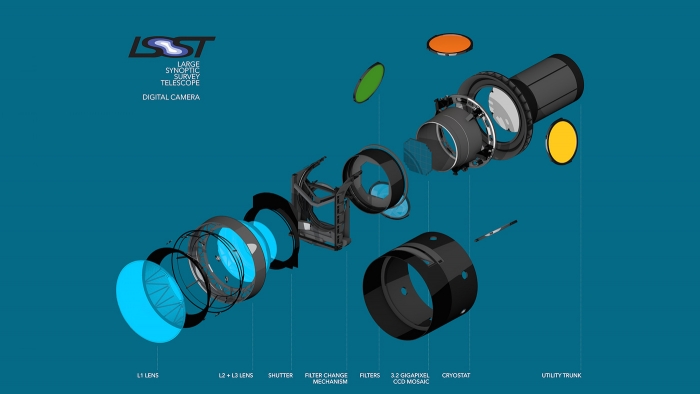 LSST
LARGE
SYNOPTIC
SURVEY
TELESCOPE
DIGITAL CAMERA
L1 LENS
L2 + L3 LENS
SHUTTER
FILTER CHANGE
MECHANISM
FILTERS
3.2 GIGAPIXEL
CCD MOSAIC
CRYOSTAT
UTILITY TRUNK